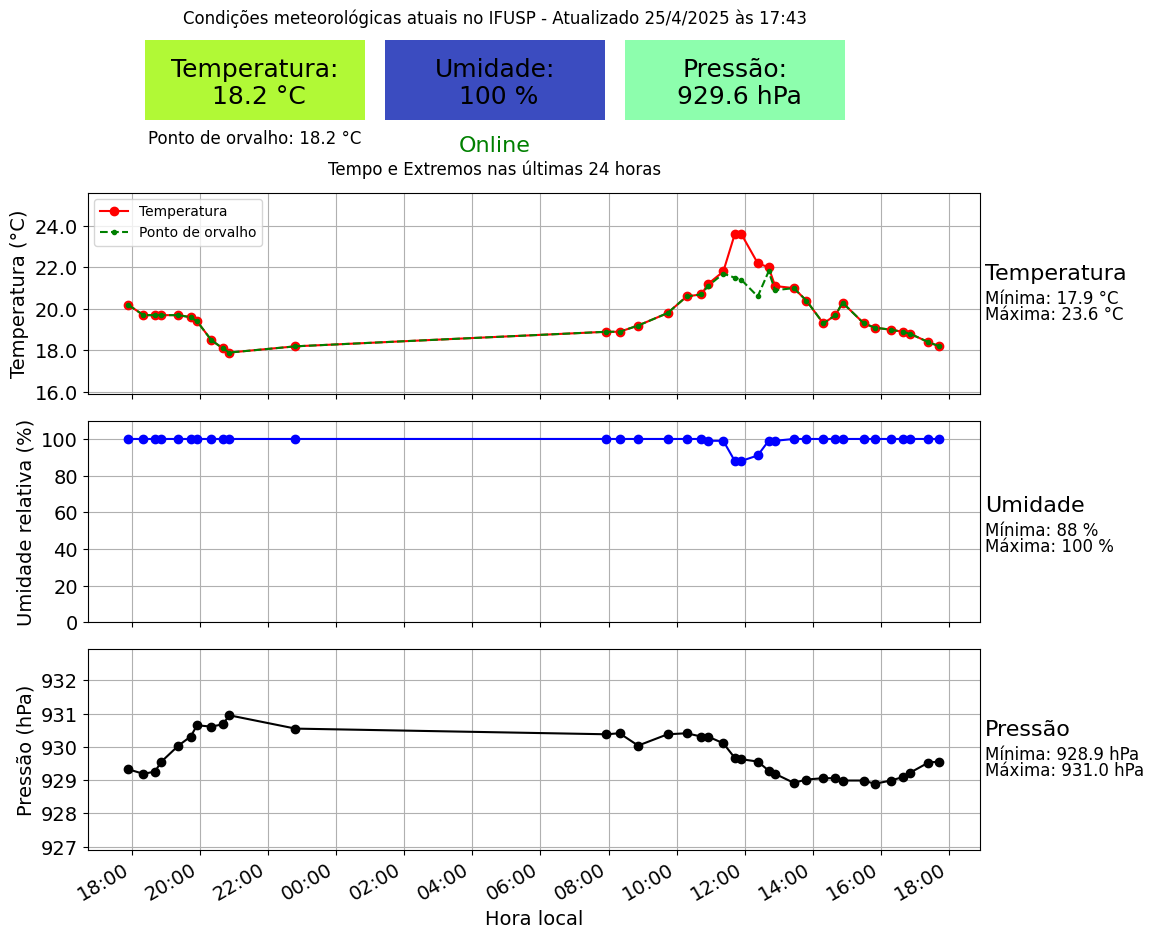 Condições meteorológicas atuais no IFUSP - Atualizado 25/4/2025 às 17:43
Temperatura:
18.2 °C
Umidade:
100 %
Pressão:
929.6 hPa
Ponto de orvalho: 18.2 °C
Online
Tempo e Extremos nas últimas 24 horas
Temperatura (°C)
24.0
22.0
20.0
18.0
16.0
Temperatura
Ponto de orvalho
Temperatura
Mínima: 17.9 °C
Máxima: 23.6 °C
Umidade relativa (%)
100
80
60
40
20
0
Umidade
Mínima: 88 %
Máxima: 100 %
Pressão (hPa)
932
931
930
929
928
927
Pressão
Mínima: 928.9 hPa
Máxima: 931.0 hPa
18:00
20:00
22:00
00:00
02:00
04:00
06:00
08:00
10:00
12:00
14:00
16:00
18:00
Hora local